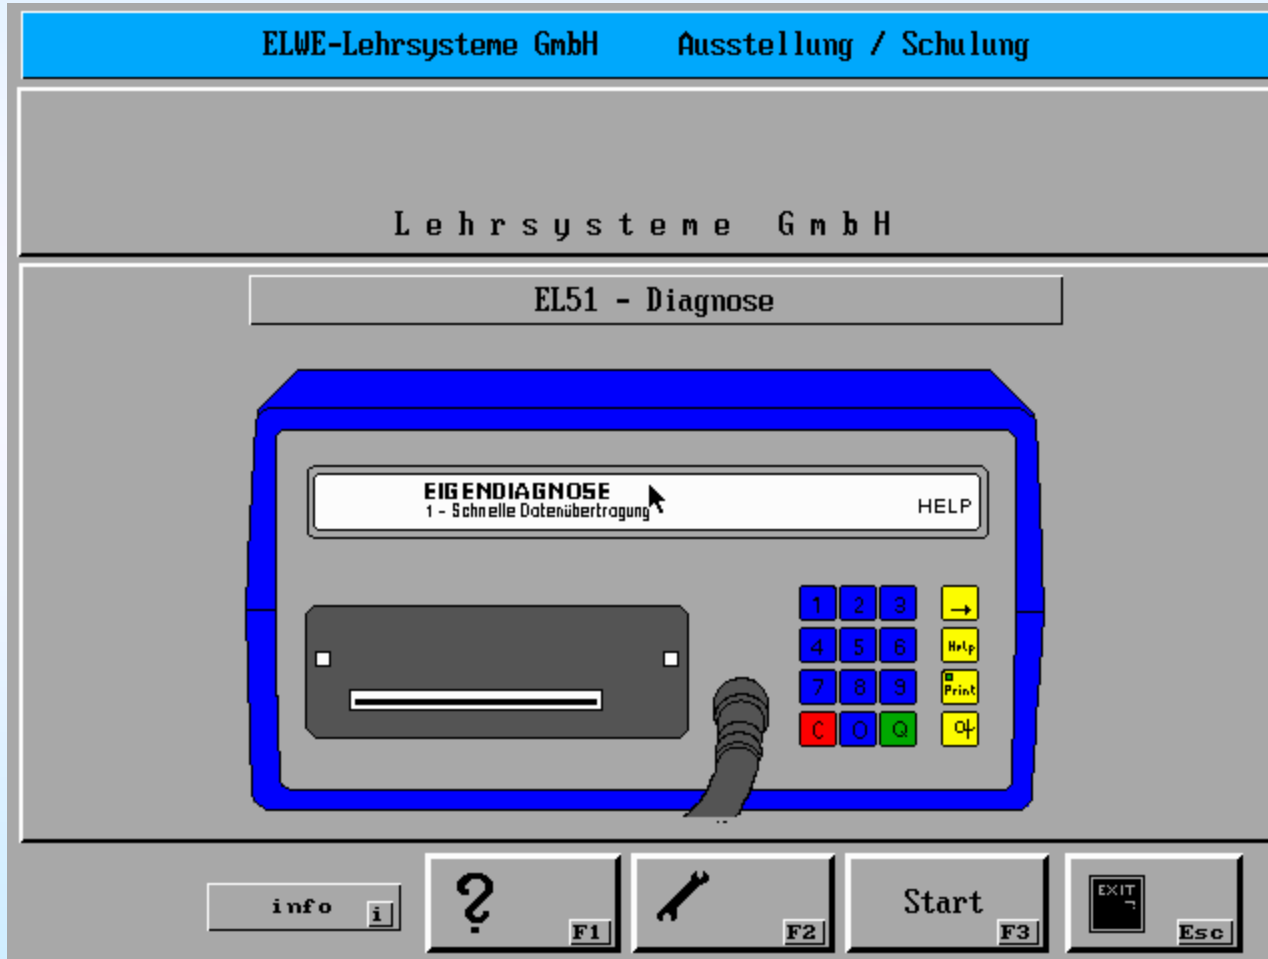 ELWE-Lehrsysteme GmbH Ausstellung / Schulung
Lehrsysteme GmbH
EL51 - Diagnose
EIGENDIAGNOSE
1 - Schnelle Datenübertragung
HELP
1 2 3 →
4 5 6 Help
7 8 9 Print
C O Q
info i
? F1
F2
Start F3
EXIT Esc